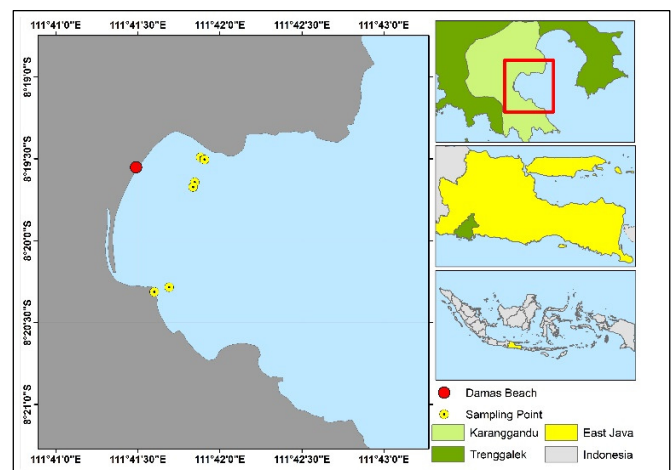 111°41'0"E 111°41'30"E 111°42'0"E 111°42'30"E 111°43'0"E
8°19'0"S
8°19'30"S
8°20'0"S
8°20'30"S
8°21'0"S
111°41'0"E 111°41'30"E 111°42'0"E 111°42'30"E 111°43'0"E
Damas Beach
Sampling Point
Karanggandu East Java
Trenggalek Indonesia